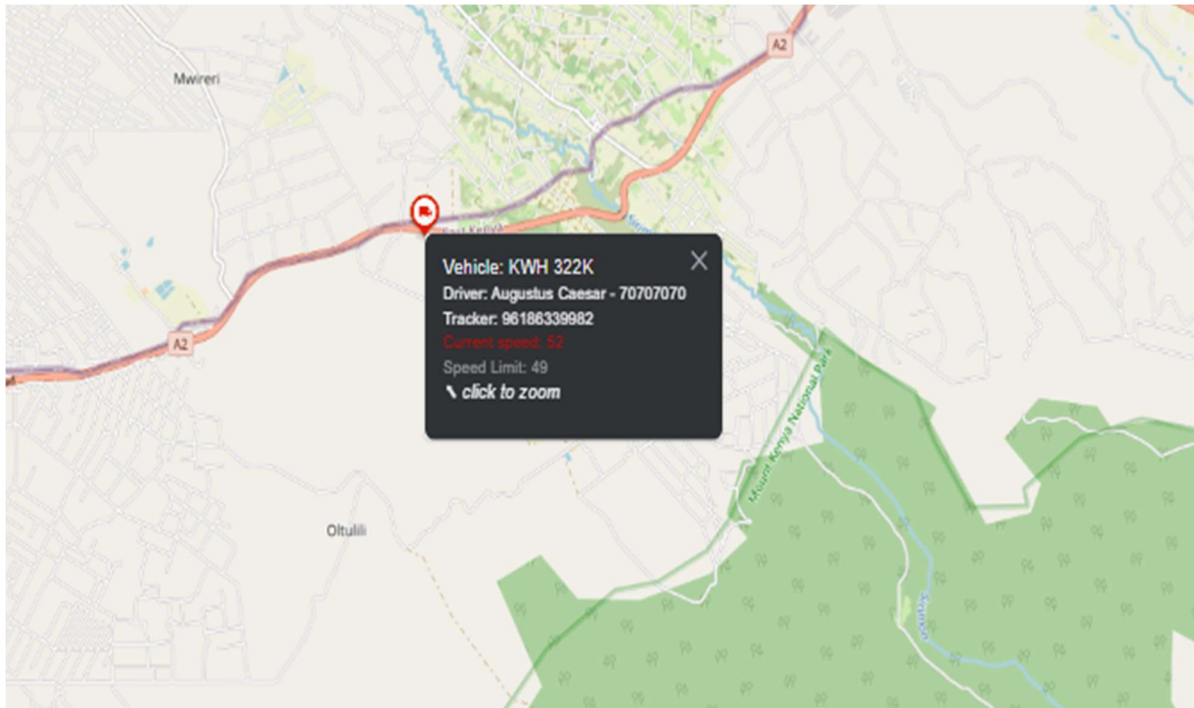 A2
Mwireri
Vehicle: KWH 322K
Driver: Augustus Caesar - 70707070
Tracker: 96186339982
Current speed: 52
Speed Limit: 49
click to zoom
A2
Mount Kenya National Park
Oltulili